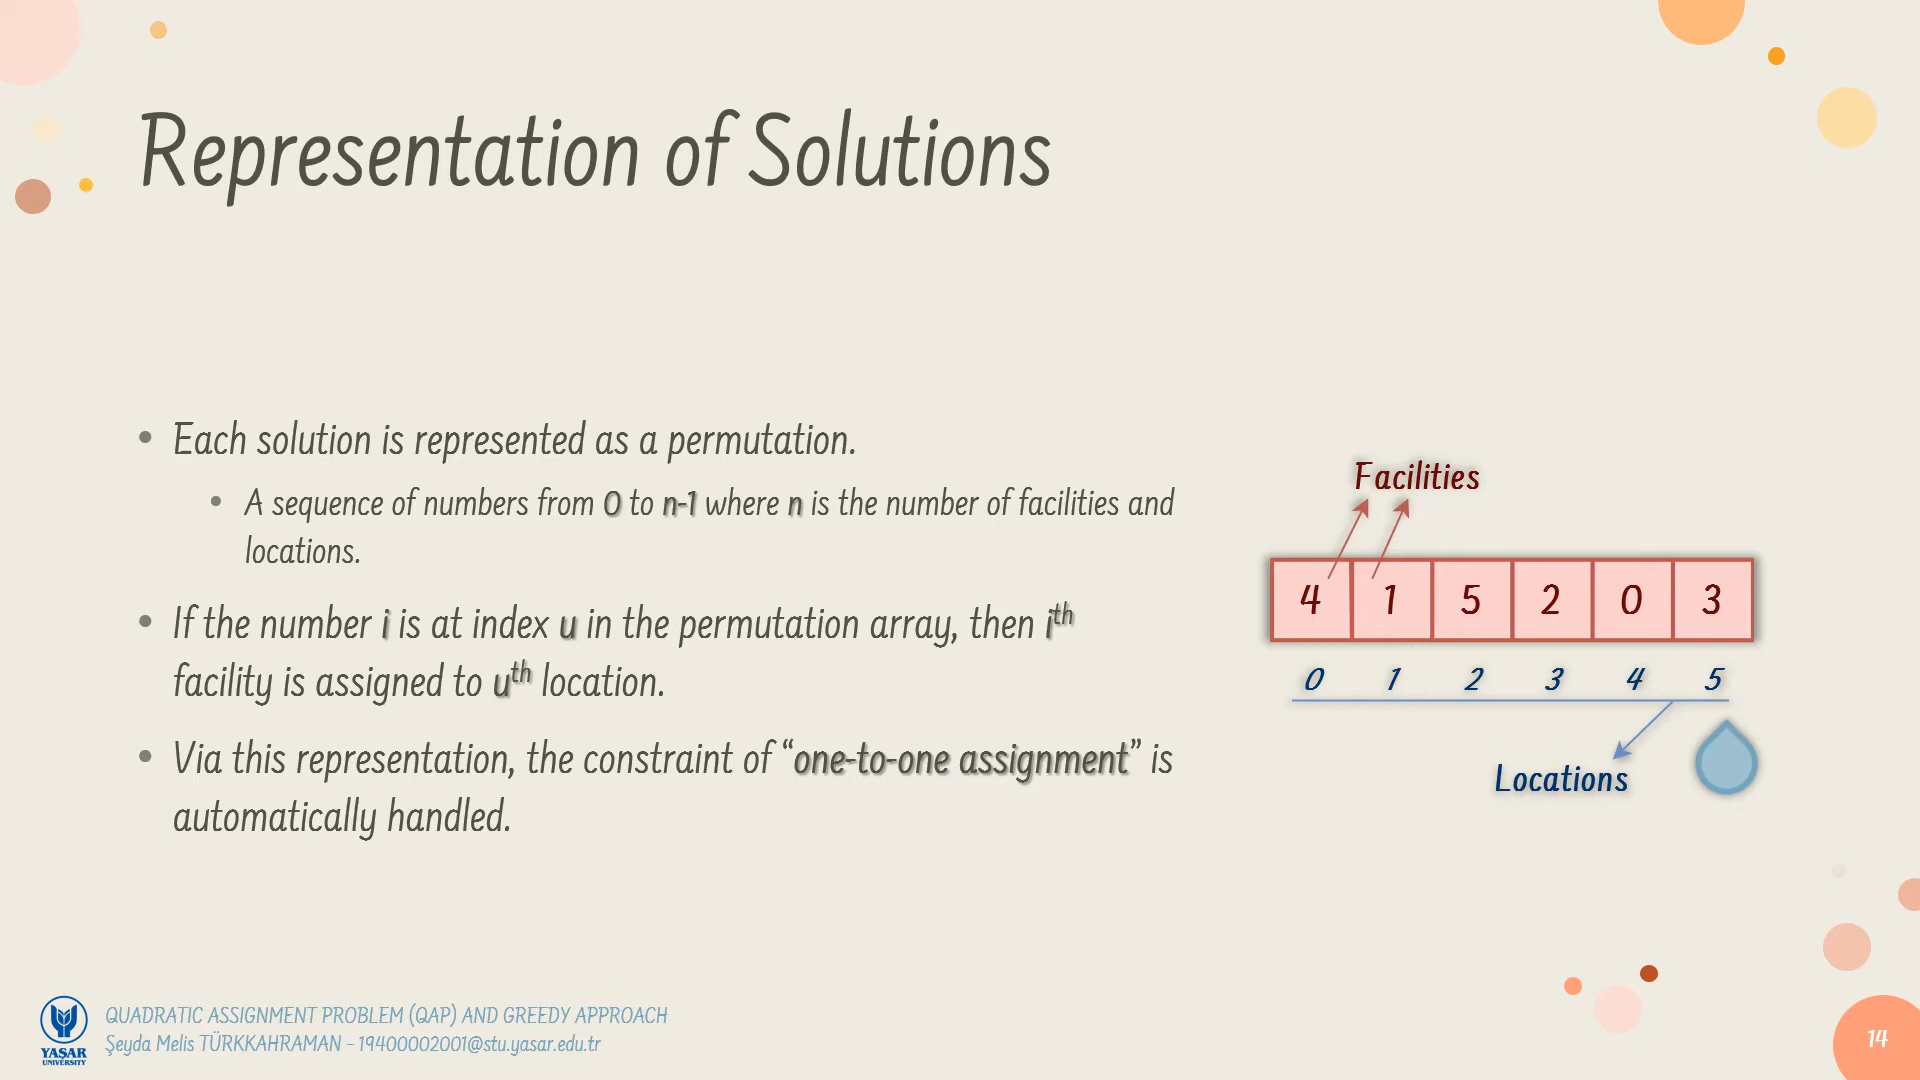 Representation of Solutions
• Each solution is represented as a permutation.
• A sequence of numbers from 0 to n-1 where n is the number of facilities and
locations.
• If the number i is at index u in the permutation array, then iᵗʰ
facility is assigned to uᵗʰ location.
• Via this representation, the constraint of “one-to-one assignment” is
automatically handled.
Facilities
4 1 5 2 0 3
0 1 2 3 4 5
Locations
YAŞAR
UNIVERSITY
QUADRATIC ASSIGNMENT PROBLEM (QAP) AND GREEDY APPROACH
Şeyda Melis TÜRKKAHRAMAN - 19400002001@stu.yasar.edu.tr
14